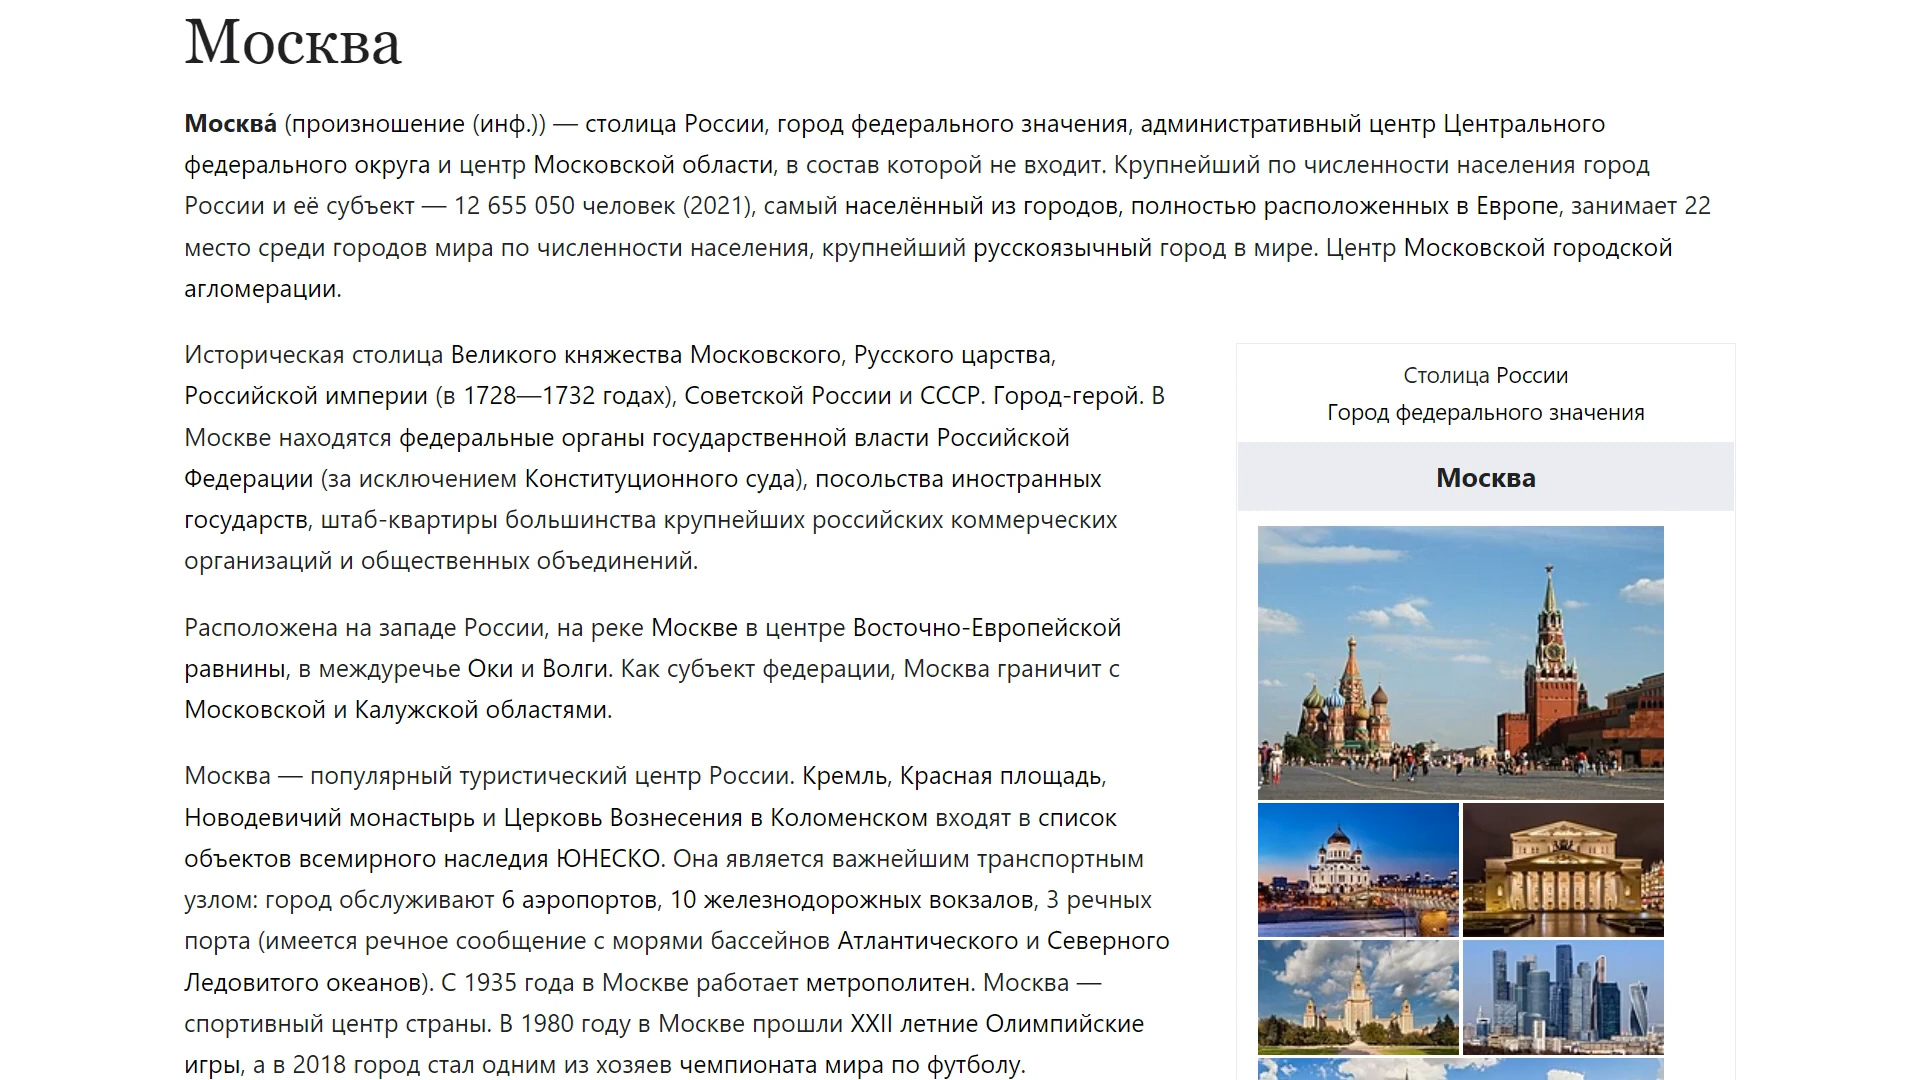 Москва
Москва́ (произношение (инф.)) — столица России, город федерального значения, административный центр Центрального
федерального округа и центр Московской области, в состав которой не входит. Крупнейший по численности населения город
России и её субъект — 12 655 050 человек (2021), самый населённый из городов, полностью расположенных в Европе, занимает 22
место среди городов мира по численности населения, крупнейший русскоязычный город в мире. Центр Московской городской
агломерации.
Историческая столица Великого княжества Московского, Русского царства,
Российской империи (в 1728—1732 годах), Советской России и СССР. Город-герой. В
Москве находятся федеральные органы государственной власти Российской
Федерации (за исключением Конституционного суда), посольства иностранных
государств, штаб-квартиры большинства крупнейших российских коммерческих
организаций и общественных объединений.
Расположена на западе России, на реке Москве в центре Восточно-Европейской
равнины, в междуречье Оки и Волги. Как субъект федерации, Москва граничит с
Московской и Калужской областями.
Москва — популярный туристический центр России. Кремль, Красная площадь,
Новодевичий монастырь и Церковь Вознесения в Коломенском входят в список
объектов всемирного наследия ЮНЕСКО. Она является важнейшим транспортным
узлом: город обслуживают 6 аэропортов, 10 железнодорожных вокзалов, 3 речных
порта (имеется речное сообщение с морями бассейнов Атлантического и Северного
Ледовитого океанов). С 1935 года в Москве работает метрополитен. Москва —
спортивный центр страны. В 1980 году в Москве прошли XXII летние Олимпийские
игры, а в 2018 город стал одним из хозяев чемпионата мира по футболу.
Столица России
Город федерального значения
Москва